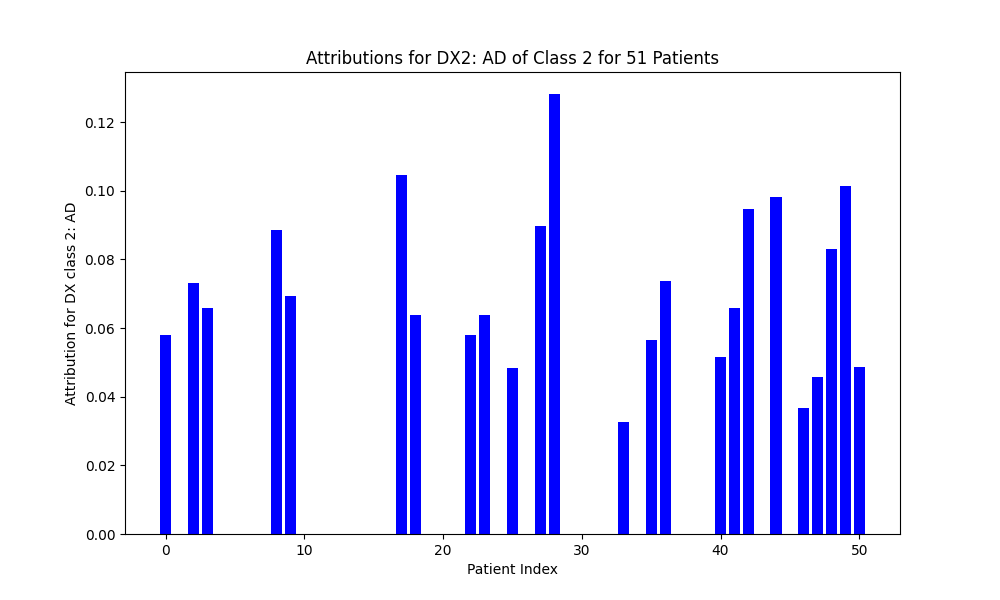 Attributions for DX2: AD of Class 2 for 51 Patients
Attribution for DX class 2: AD
0.12
0.10
0.08
0.06
0.04
0.02
0.00
0 10 20 30 40 50
Patient Index